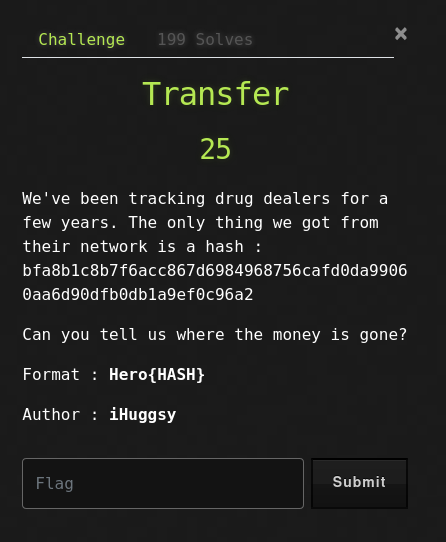 Challenge 199 Solves ×
Transfer
25
We've been tracking drug dealers for a
few years. The only thing we got from
their network is a hash :
bfa8b1c8b7f6acc867d6984968756cafd0da9906
0aa6d90dfb0db1a9ef0c96a2
Can you tell us where the money is gone?
Format : Hero{HASH}
Author : iHuggsy
Flag Submit